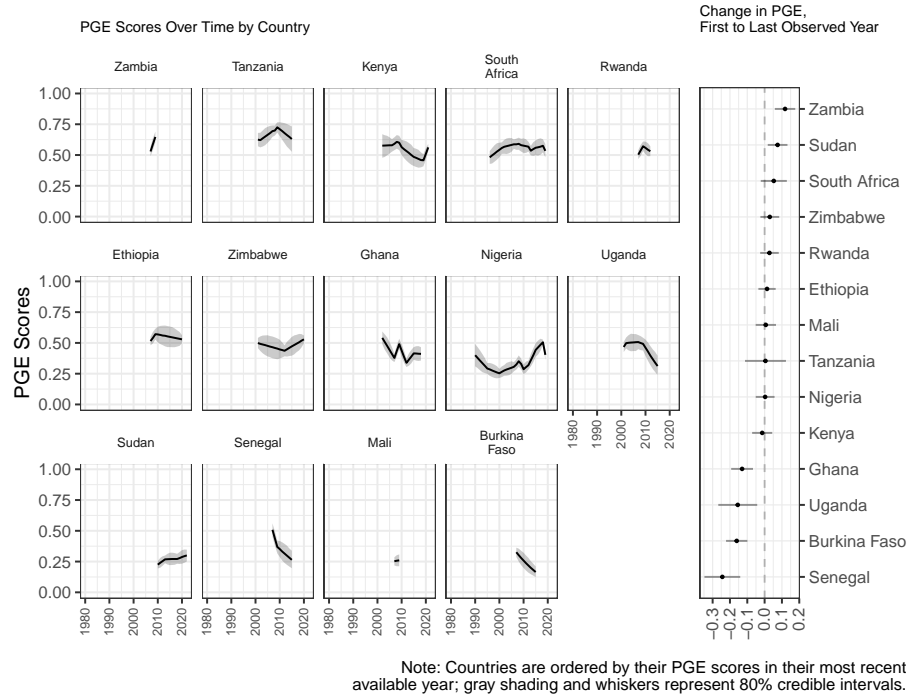 PGE Scores Over Time by Country
Change in PGE,
First to Last Observed Year
Zambia
Tanzania
Kenya
South
Africa
Rwanda
1.00
0.75
0.50
0.25
0.00
Ethiopia
Zimbabwe
Ghana
Nigeria
Uganda
1.00
0.75
0.50
0.25
0.00
1980
1990
2000
2010
2020
Sudan
Senegal
Mali
Burkina
Faso
1.00
0.75
0.50
0.25
0.00
1980
1990
2000
2010
2020
1980
1990
2000
2010
2020
1980
1990
2000
2010
2020
1980
1990
2000
2010
2020
PGE Scores
Zambia
Sudan
South Africa
Zimbabwe
Rwanda
Ethiopia
Mali
Tanzania
Nigeria
Kenya
Ghana
Uganda
Burkina Faso
Senegal
−0.3
−0.2
−0.1
0.0
0.1
0.2
Note: Countries are ordered by their PGE scores in their most recent
available year; gray shading and whiskers represent 80% credible intervals.